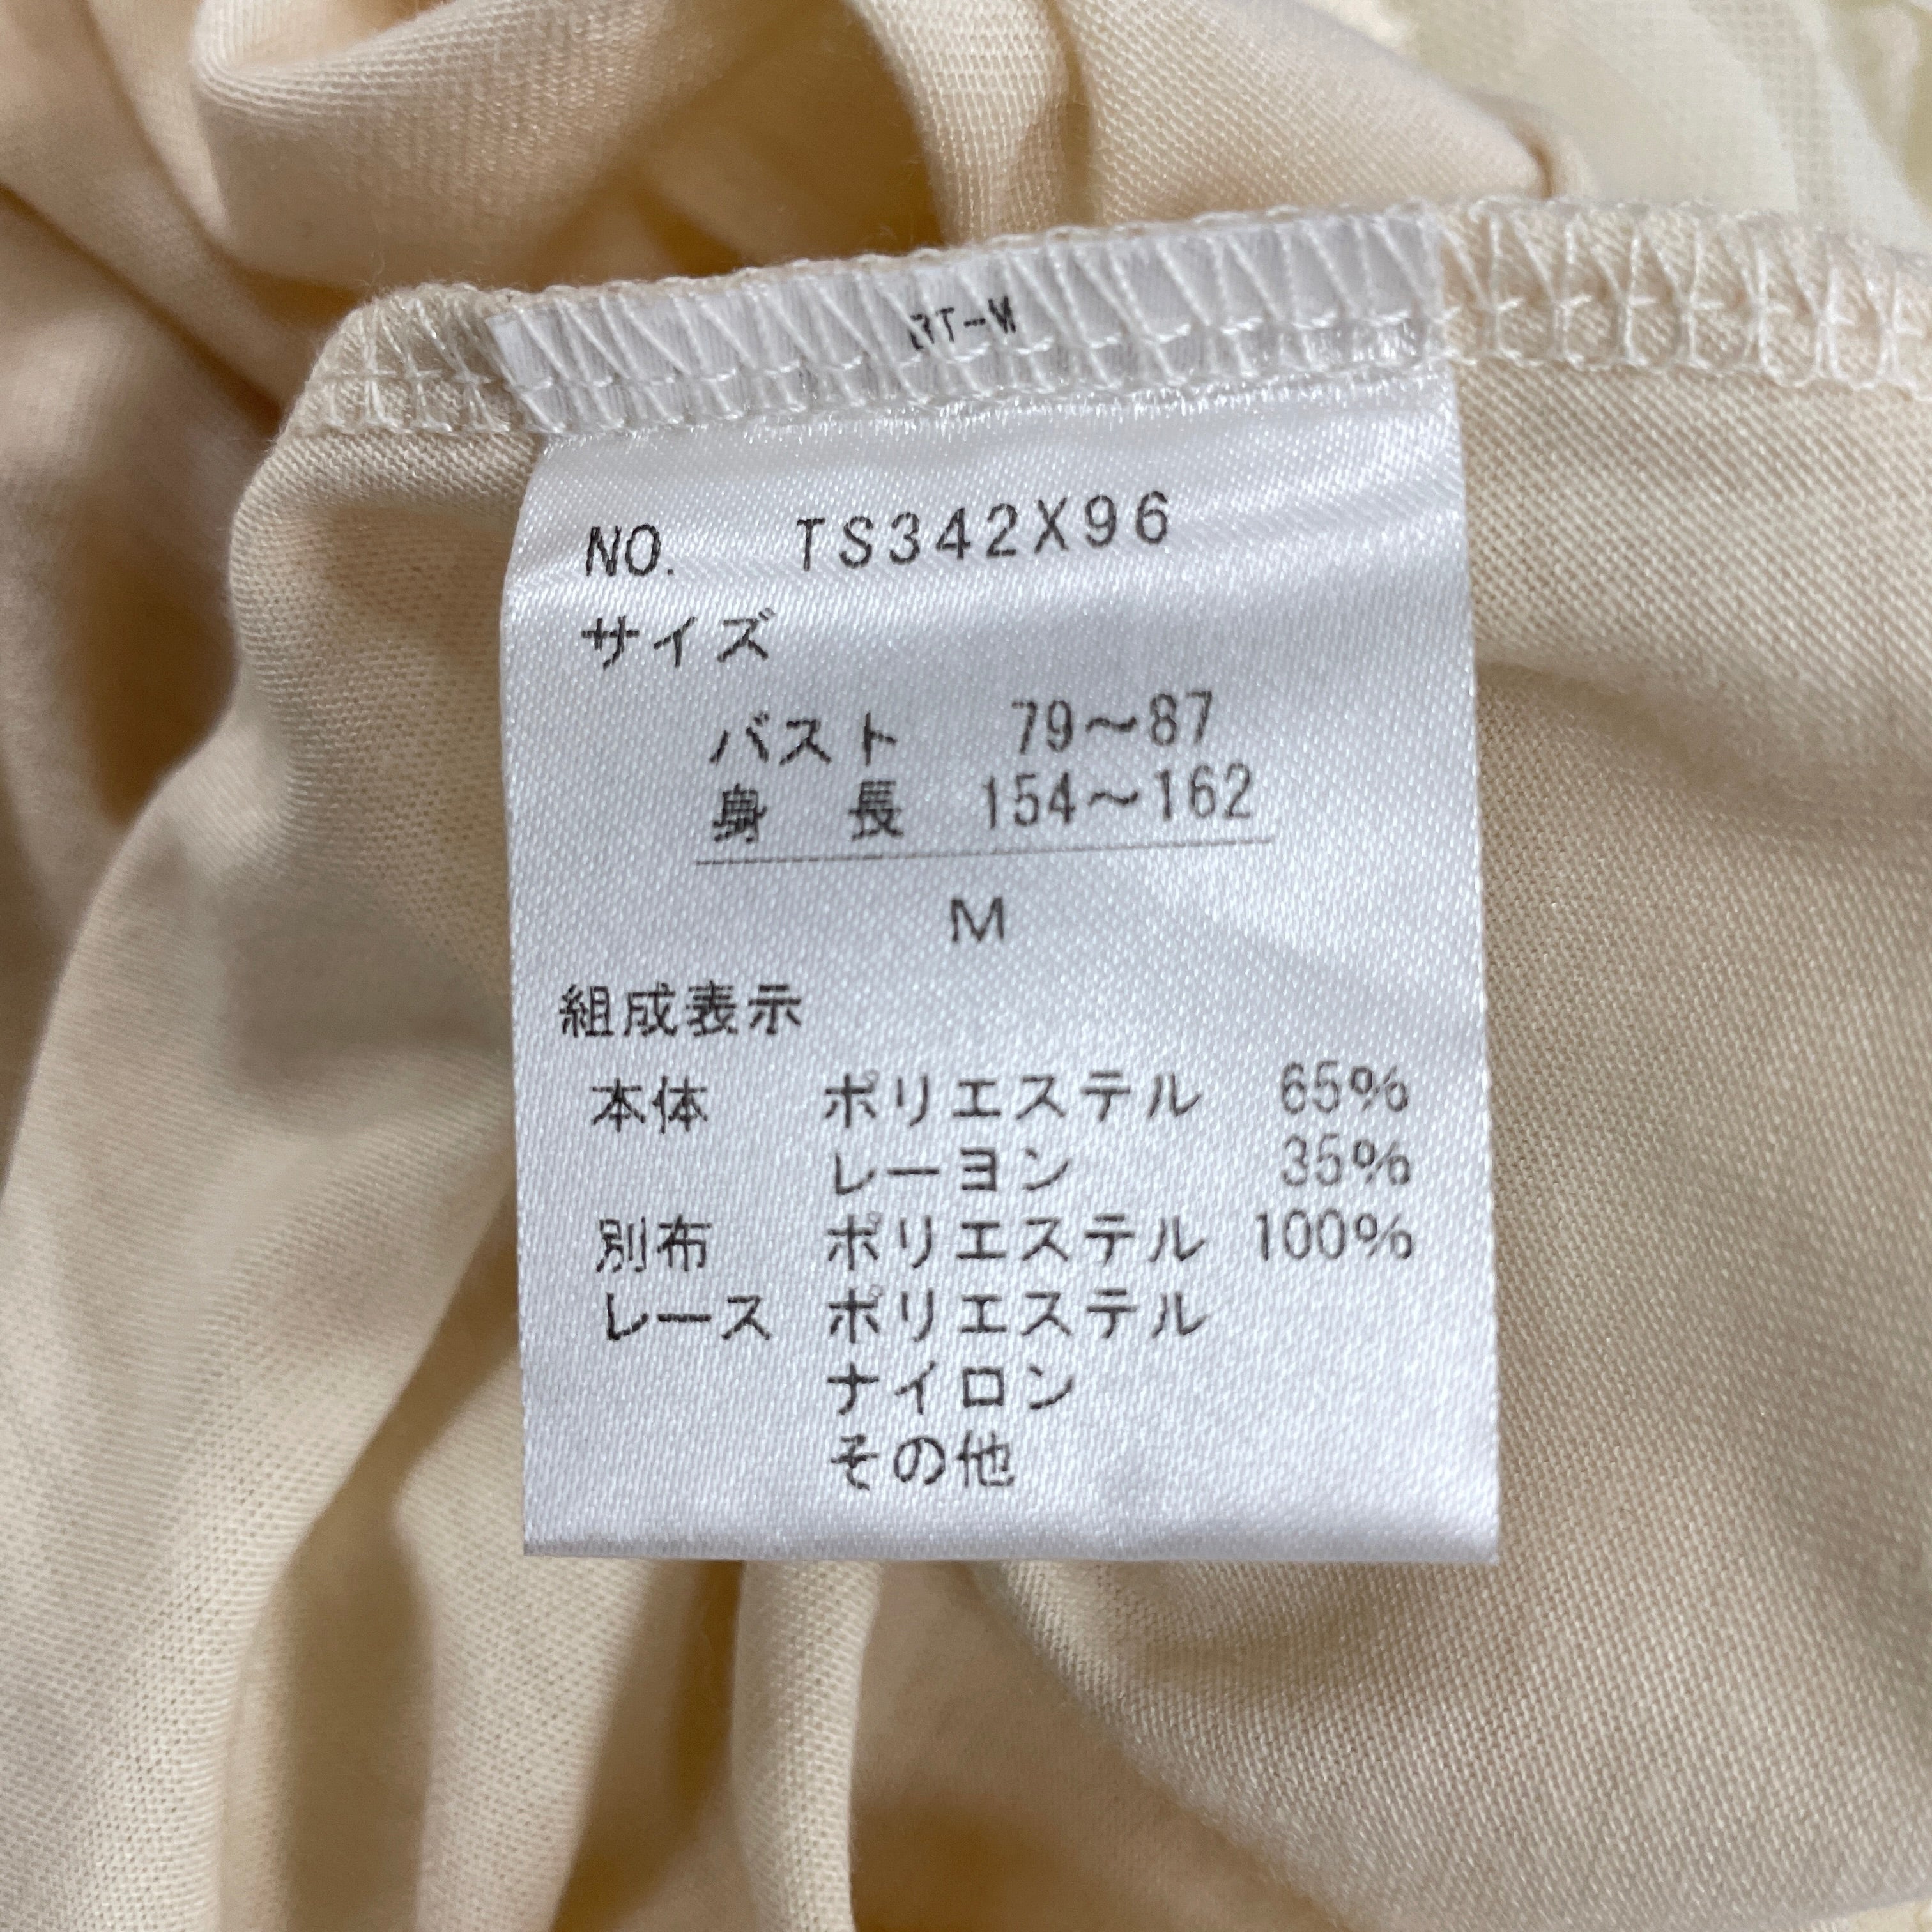 RT-M
NO. TS342X96
サイズ
バスト 79～87
身 長 154～162
M
組成表示
本体 ポリエステル 65%
レーヨン 35%
別布 ポリエステル 100%
レース ポリエステル
ナイロン
その他